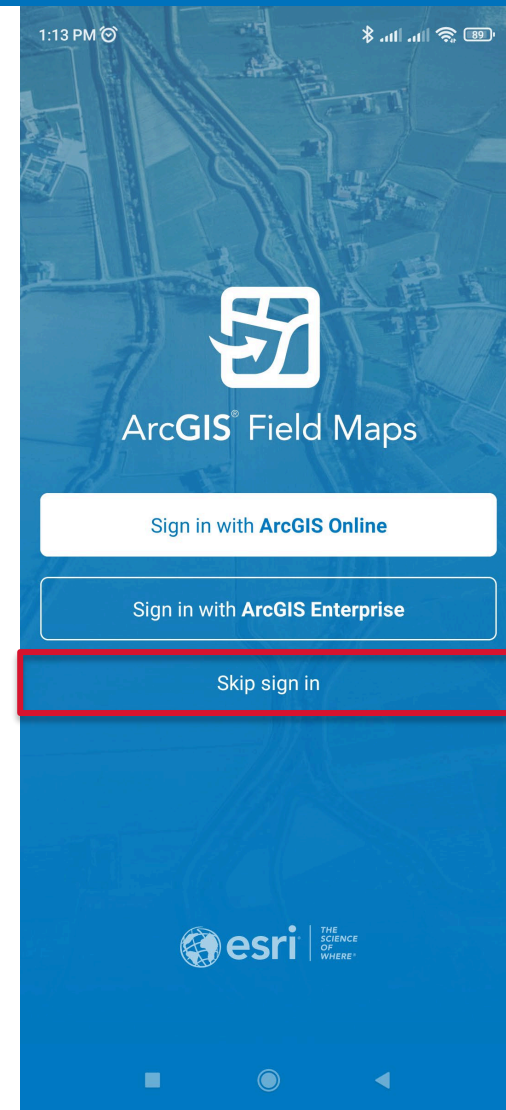 1:13 PM
89
ArcGIS® Field Maps
Sign in with ArcGIS Online
Sign in with ArcGIS Enterprise
Skip sign in
esri
THE
SCIENCE
OF
WHERE®